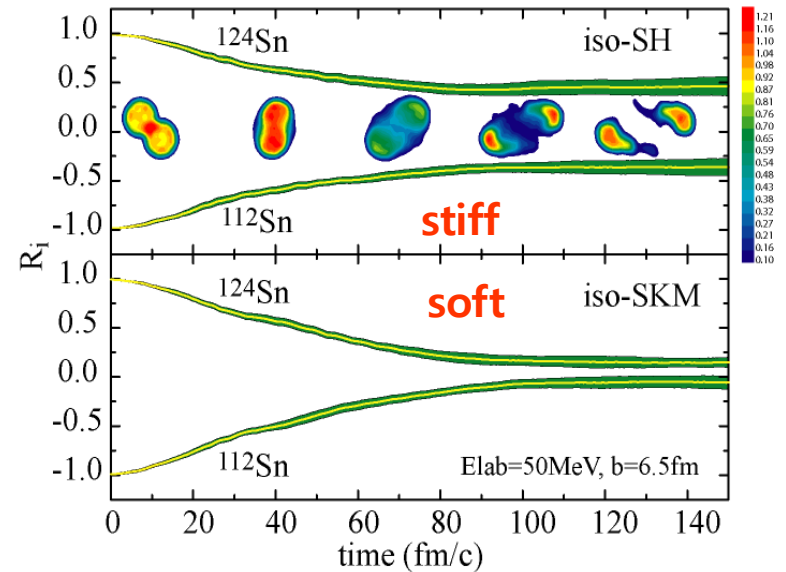 1.0
0.5
0.0
-0.5
-1.0
¹²⁴Sn
iso-SH
¹¹²Sn
stiff
1.21
1.16
1.10
1.04
0.98
0.92
0.87
0.81
0.76
0.70
0.65
0.59
0.54
0.48
0.43
0.38
0.32
0.27
0.21
0.16
0.10
Rᵢ
1.0
0.5
0.0
-0.5
-1.0
¹²⁴Sn
soft
iso-SKM
¹¹²Sn
Elab=50MeV, b=6.5fm
0 20 40 60 80 100 120 140
time (fm/c)